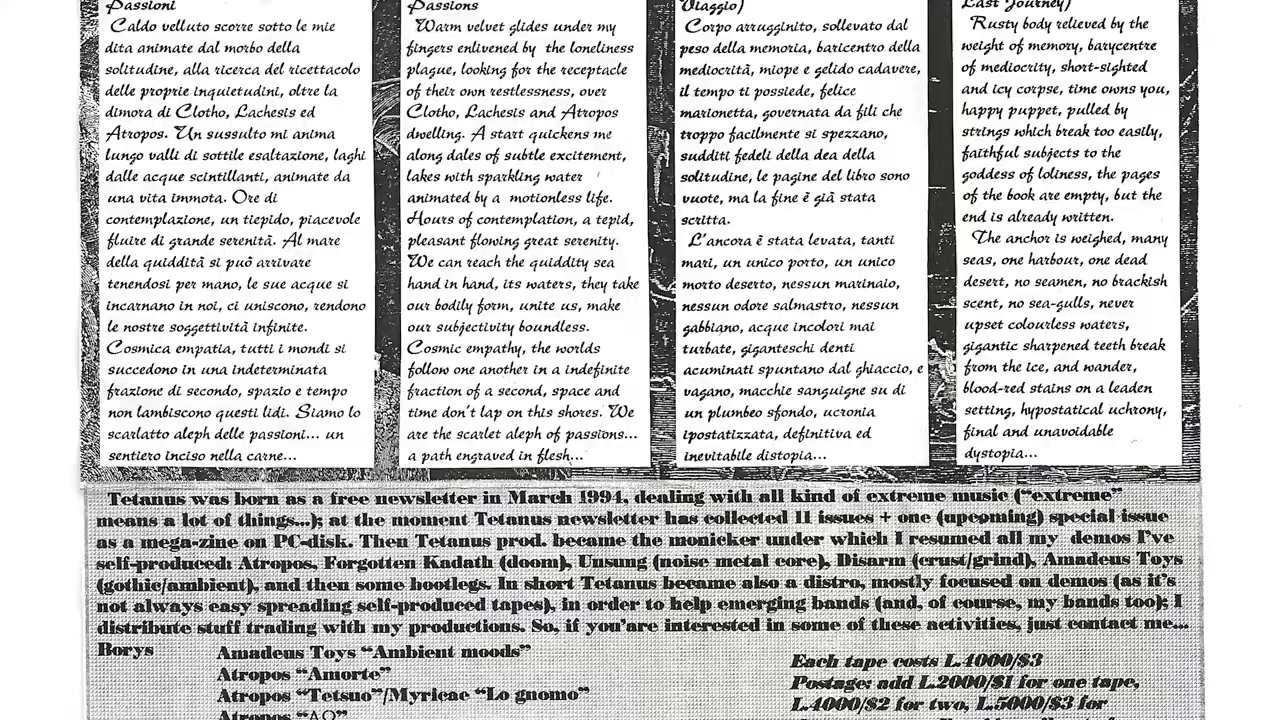 Passioni
Caldo velluto scorre sotto le mie
dita animate dal morbo della
solitudine, alla ricerca del ricettacolo
delle proprie inquietudini, oltre la
dimora di Clotho, Lachesis ed
Atropos. Un sussulto mi anima
lungo valli di sottile esaltazione, laghi
dalle acque scintillanti, animate da
una vita immota. Ore di
contemplazione, un tiepido, piacevole
fluire di grande serenità. Al mare
della quiddità si può arrivare
tenendosi per mano, le sue acque si
incarnano in noi, ci uniscono, rendono
le nostre soggettività infinite.
Cosmica empatia, tutti i mondi si
succedono in una indeterminata
frazione di secondo, spazio e tempo
non lambiscono questi lidi. Siamo lo
scarlatto aleph delle passioni... un
sentiero inciso nella carne...
Passions
Warm velvet glides under my
fingers enlivened by the loneliness
plague, looking for the receptacle
of their own restlessness, over
Clotho, Lachesis and Atropos
dwelling. A start quickens me
along dales of subtle excitement,
lakes with sparkling water
animated by a motionless life.
Hours of contemplation, a tepid,
pleasant flowing great serenity.
We can reach the quiddity sea
hand in hand, its waters, they take
our bodily form, unite us, make
our subjectivity boundless.
Cosmic empathy, the worlds
follow one another in a indefinite
fraction of a second, space and
time don't lap on this shores. We
are the scarlet aleph of passions...
a path engraved in flesh...
Viaggio)
Corpo arrugginito, sollevato dal
peso della memoria, baricentro della
mediocrità, miope e gelido cadavere,
il tempo ti possiede, felice
marionetta, governata da fili che
troppo facilmente si spezzano,
sudditi fedeli della dea della
solitudine, le pagine del libro sono
vuote, ma la fine è già stata
scritta.
L'ancora è stata levata, tanti
mari, un unico porto, un unico
morto deserto, nessun marinaio,
nessun odore salmastro, nessun
gabbiano, acque incolori mai
turbate, giganteschi denti
acuminati spuntano dal ghiaccio, e
vagano, macchie sanguigne su di
un plumbeo sfondo, ucronia
ipostatizzata, definitiva ed
inevitabile distopia...
Last Journey)
Rusty body relieved by the
weight of memory, barycentre
of mediocrity, short-sighted
and icy corpse, time owns you,
happy puppet, pulled by
strings which break too easily,
faithful subjects to the
goddess of loliness, the pages
of the book are empty, but the
end is already written.
The anchor is weighed, many
seas, one harbour, one dead
desert, no seamen, no brackish
scent, no sea-gulls, never
upset colourless waters,
gigantic sharpened teeth break
from the ice, and wander,
blood-red stains on a leaden
setting, hypostatical uchrony,
final and unavoidable
dystopia...
Tetanus was born as a free newsletter in March 1994, dealing with all kind of extreme music ("extreme"
means a lot of things...); at the moment Tetanus newsletter has collected 11 issues + one (upcoming) special issue
as a mega-zine on PC-disk. Then Tetanus prod. became the monicker under which I resumed all my demos I've
self-produced: Atropos, Forgotten Kadath (doom), Unsung (noise metal core), Disarm (crust/grind), Amadeus Toys
(gothic/ambient), and then some bootlegs. In short Tetanus became also a distro, mostly focused on demos (as it's
not always easy spreading self-produced tapes), in order to help emerging bands (and, of course, my bands too); I
distribute stuff trading with my productions. So, if you'are interested in some of these activities, just contact me...
Borys
Amadeus Toys "Ambient moods"
Atropos "Amorte"
Atropos "Tetsuo"/Myricae "Lo gnomo"
Atropos "AΩ"
Each tape costs L.4000/$3
Postage: add L.2000/$1 for one tape,
L.4000/$2 for two, L.5000/$3 for